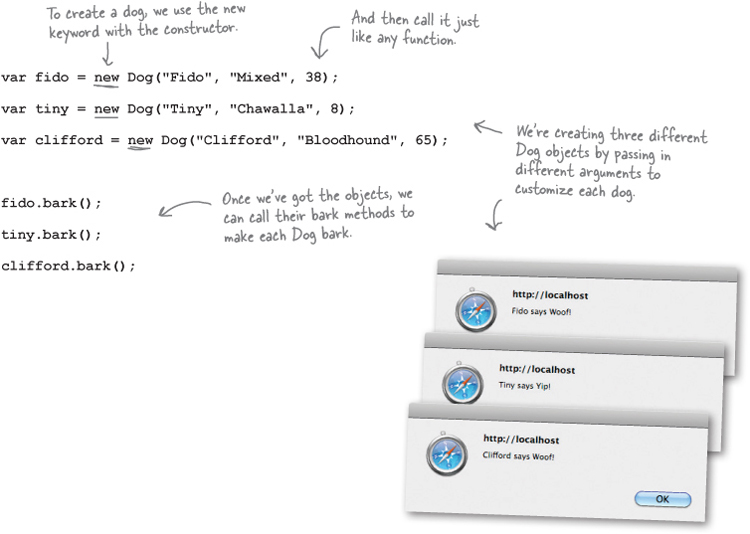 To create a dog, we use the new
keyword with the constructor.
And then call it just
like any function.
var fido = new Dog("Fido", "Mixed", 38);
var tiny = new Dog("Tiny", "Chawalla", 8);
var clifford = new Dog("Clifford", "Bloodhound", 65);
We're creating three different
Dog objects by passing in
different arguments to
customize each dog.
fido.bark();
tiny.bark();
clifford.bark();
Once we've got the objects, we
can call their bark methods to
make each Dog bark.
http://localhost
Fido says Woof!
http://localhost
Tiny says Yip!
http://localhost
Clifford says Woof!
OK